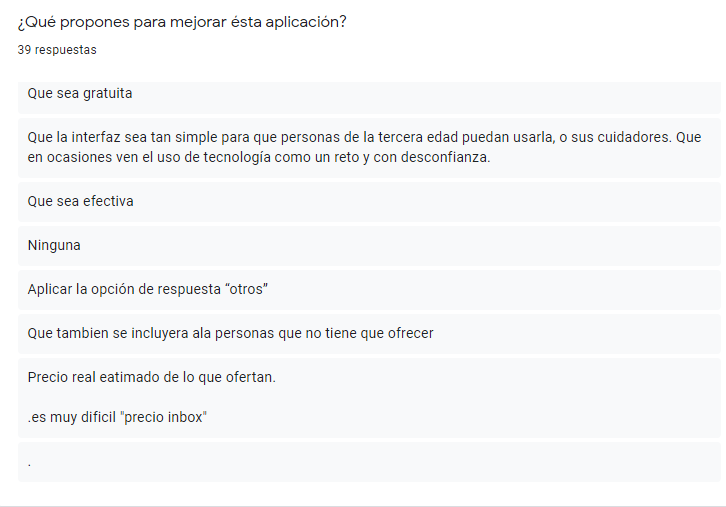 ¿Qué propones para mejorar ésta aplicación?
39 respuestas
Que sea gratuita
Que la interfaz sea tan simple para que personas de la tercera edad puedan usarla, o sus cuidadores. Que
en ocasiones ven el uso de tecnología como un reto y con desconfianza.
Que sea efectiva
Ninguna
Aplicar la opción de respuesta “otros”
Que tambien se incluyera ala personas que no tiene que ofrecer
Precio real eatimado de lo que ofertan.
.es muy dificil "precio inbox"
.